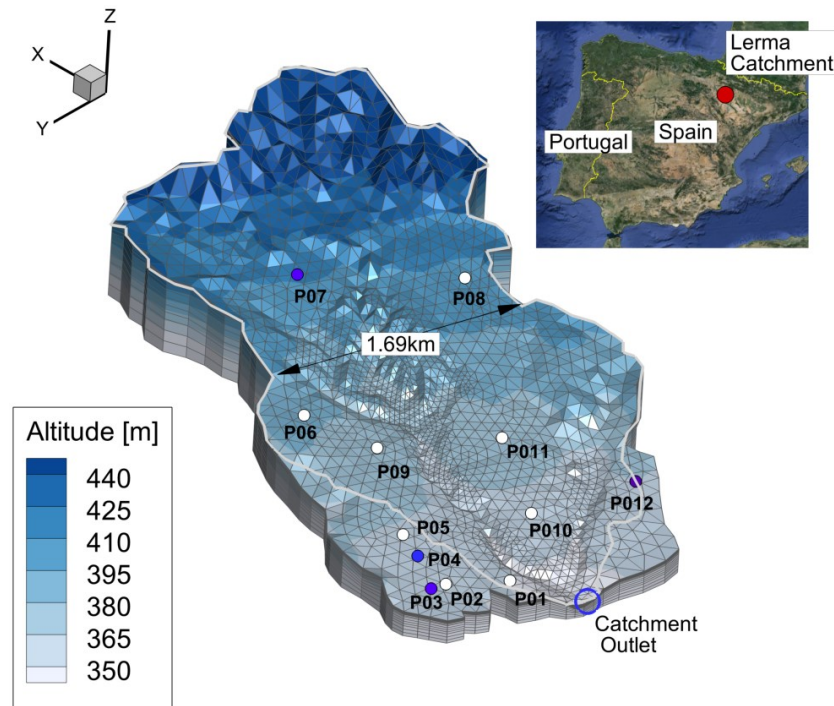 Z
X
Y
Lerma
Catchment
Portugal
Spain
P07
P08
1.69km
P06
P011
P09
P012
P05
P010
P04
P03
P02
P01
Catchment
Outlet
Altitude [m]
440
425
410
395
380
365
350